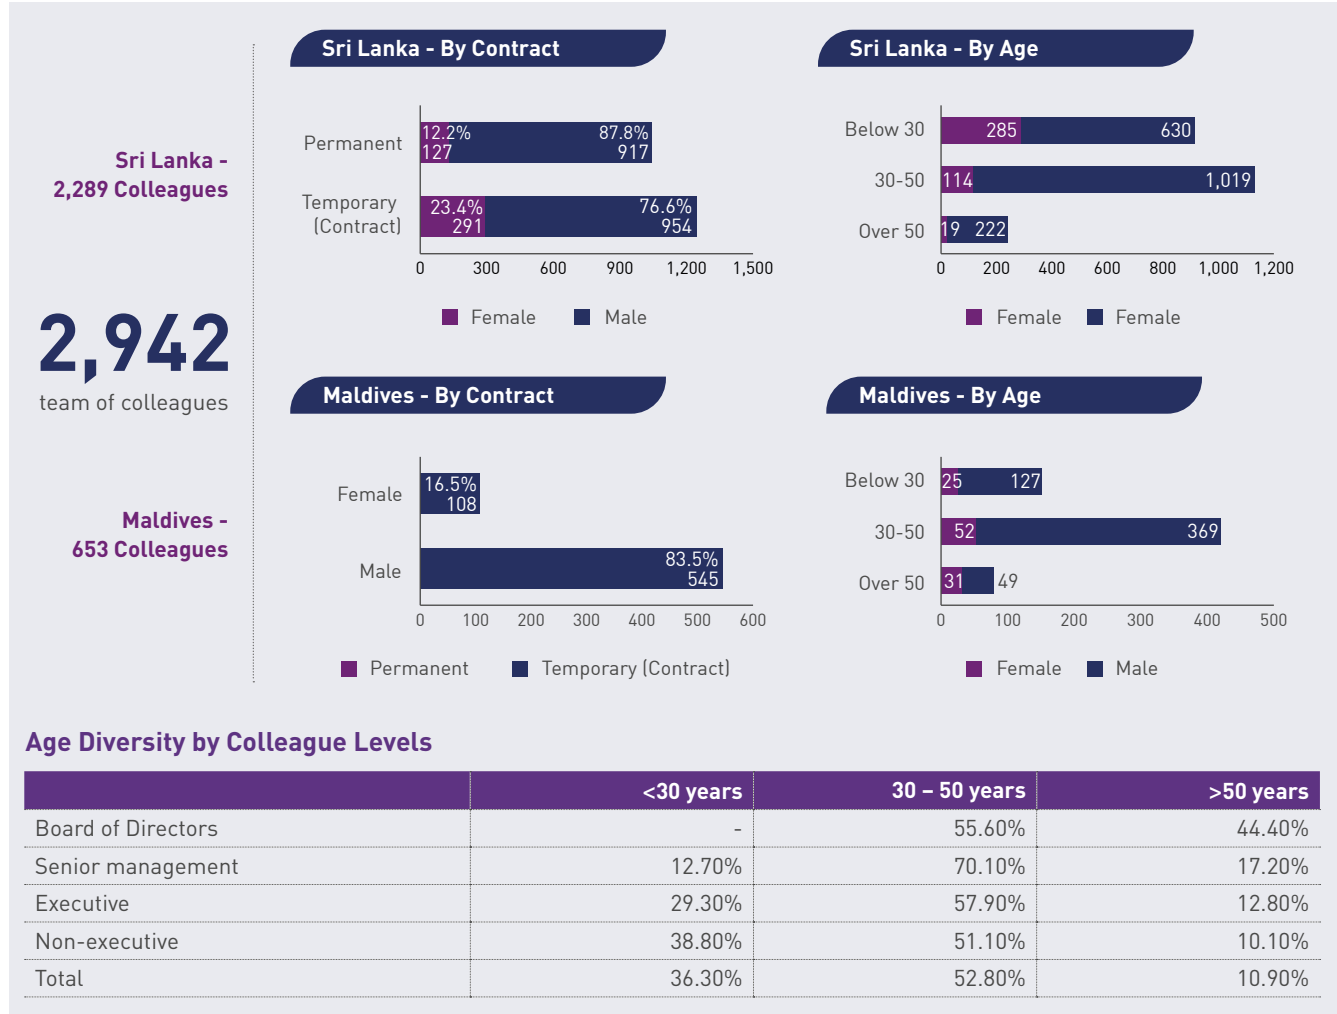 Sri Lanka -
2,289 Colleagues
2,942
team of colleagues
Maldives -
653 Colleagues
Sri Lanka - By Contract
Permanent
12.2% 87.8%
127 917
Temporary
(Contract)
23.4% 76.6%
291 954
0 300 600 900 1,200 1,500
Female Male
Sri Lanka - By Age
Below 30 285 630
30-50 114 1,019
Over 50 19 222
0 200 400 600 800 1,000 1,200
Female Female
Maldives - By Contract
Female
16.5%
108
Male
83.5%
545
0 100 200 300 400 500 600
Permanent Temporary (Contract)
Maldives - By Age
Below 30 25 127
30-50 52 369
Over 50 31 49
0 100 200 300 400 500
Female Male
Age Diversity by Colleague Levels
<30 years 30 – 50 years >50 years
Board of Directors - 55.60% 44.40%
Senior management 12.70% 70.10% 17.20%
Executive 29.30% 57.90% 12.80%
Non-executive 38.80% 51.10% 10.10%
Total 36.30% 52.80% 10.90%